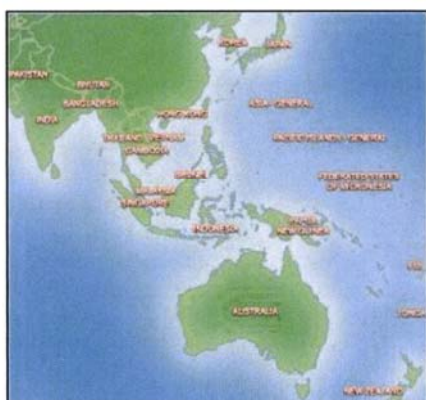 KOREA
JAPAN
PAKISTAN
BHUTAN
BANGLADESH
HONG KONG
ASIA-GENERAL
INDIA
THAILAND VIETNAM
CAMBODIA
PACIFIC ISLANDS-GENERAL
BRUNEI
FEDERATED STATES
OF MICRONESIA
MALAYSIA
SINGAPORE
INDONESIA
PAPUA
NEW GUINEA
AUSTRALIA
TONGA
NEW ZEALAND